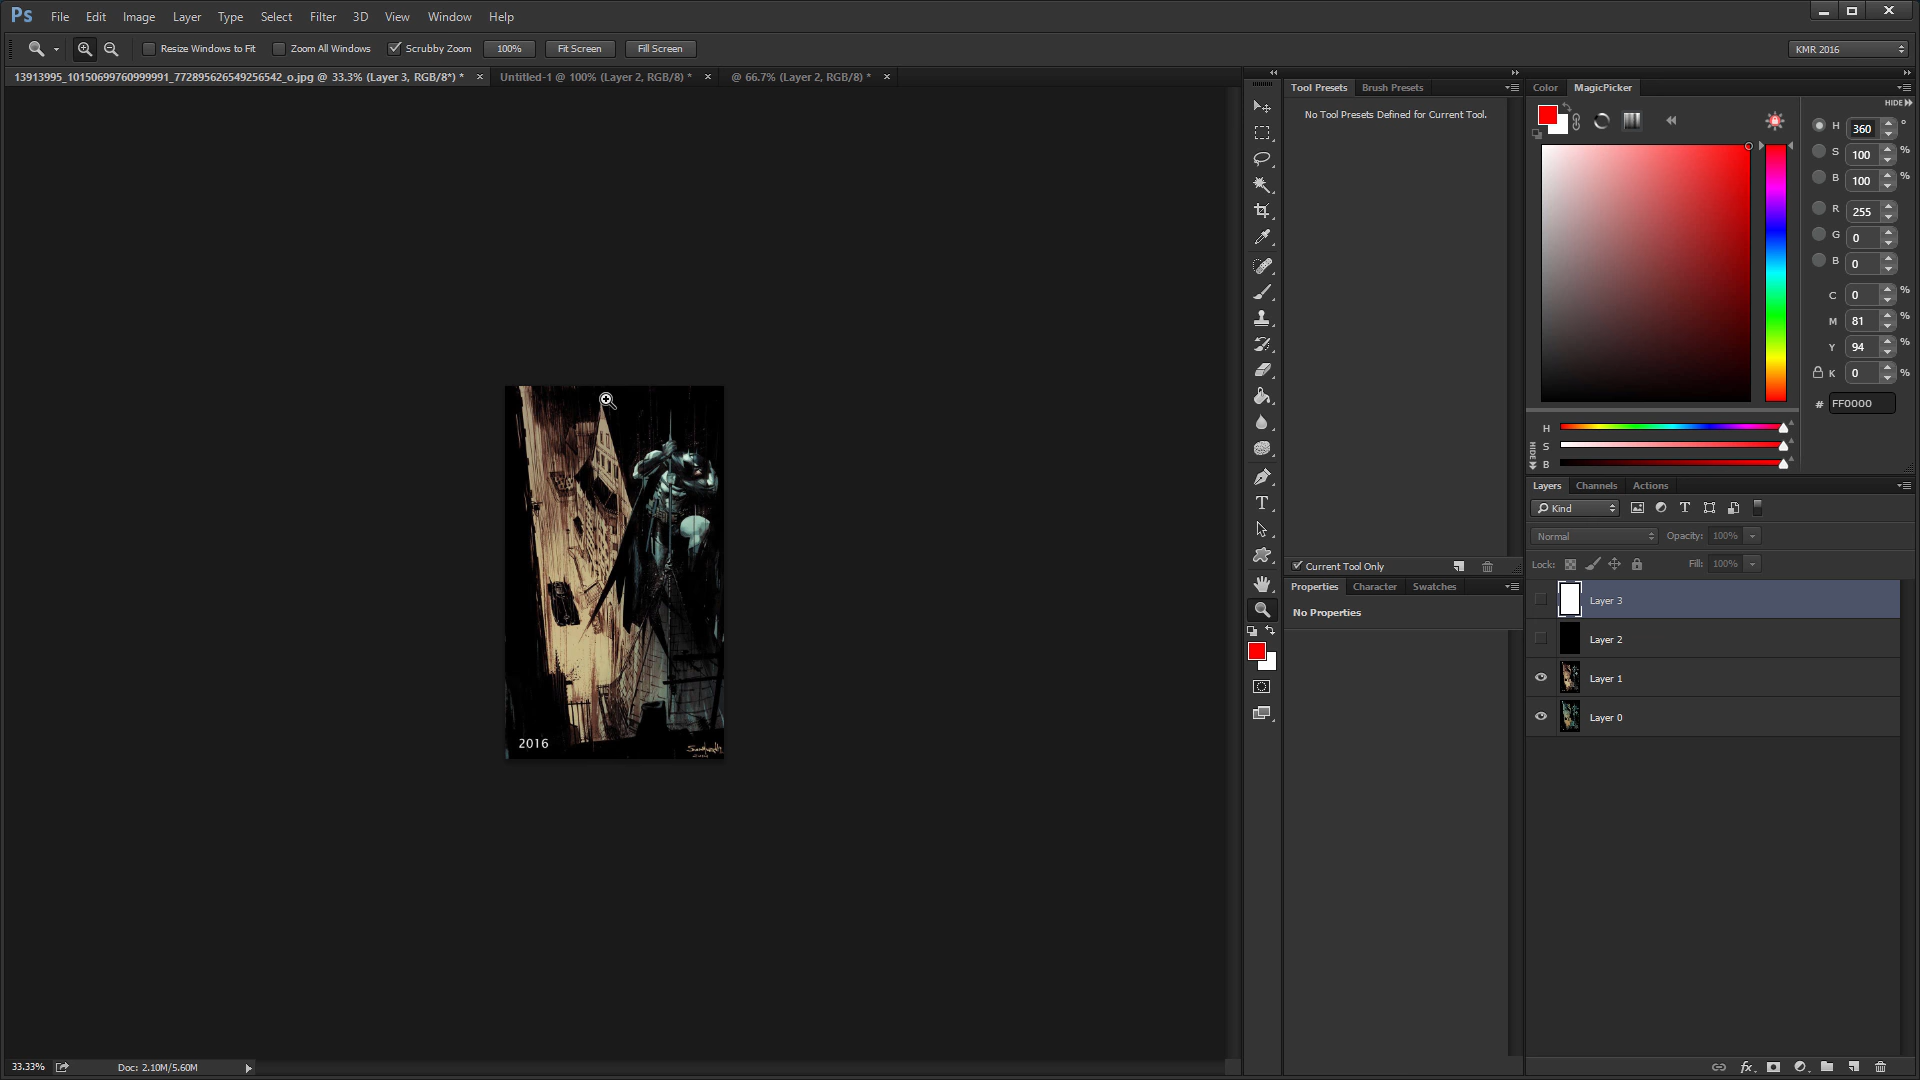 Ps File Edit Image Layer Type Select Filter 3D View Window Help
Resize Windows to Fit Zoom All Windows Scrubby Zoom 100% Fit Screen Fill Screen KMR 2016
13913995_10150699760999991_772895626549256542_o.jpg @ 33.3% (Layer 3, RGB/8*) * Untitled-1 @ 100% (Layer 2, RGB/8) * @ 66.7% (Layer 2, RGB/8) *
Tool Presets Brush Presets
No Tool Presets Defined for Current Tool.
Current Tool Only
Properties Character Swatches
No Properties
Color MagicPicker
HIDE
H 360 °
S 100 %
B 100 %
R 255
G 0
B 0
C 0 %
M 81 %
Y 94 %
K 0 %
# FF0000
HIDE
H
S
B
Layers Channels Actions
Kind
Normal Opacity: 100%
Lock: Fill: 100%
Layer 3
Layer 2
Layer 1
Layer 0
fx
2016
33.33% Doc: 2.10M/5.60M